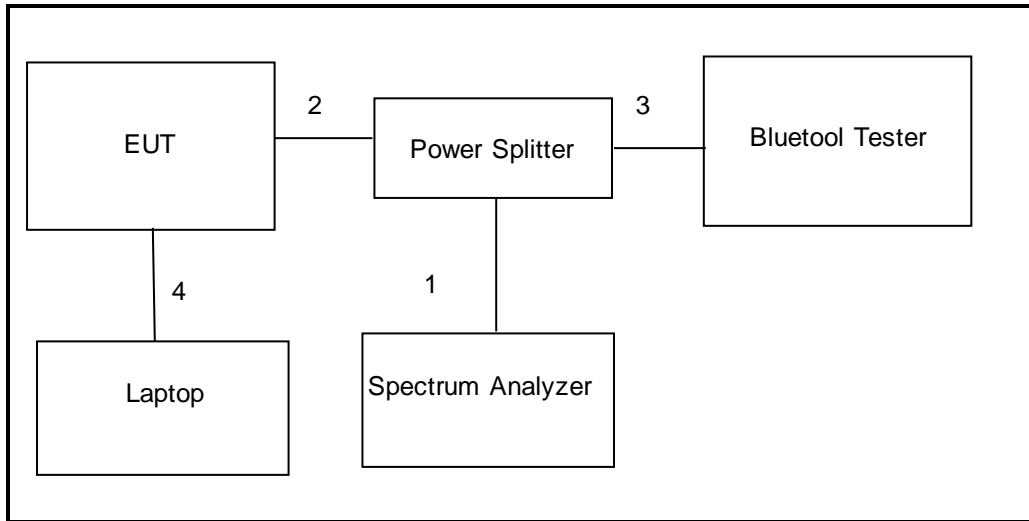 2
3
EUT
Power Splitter
Bluetool Tester
4
1
Laptop
Spectrum Analyzer